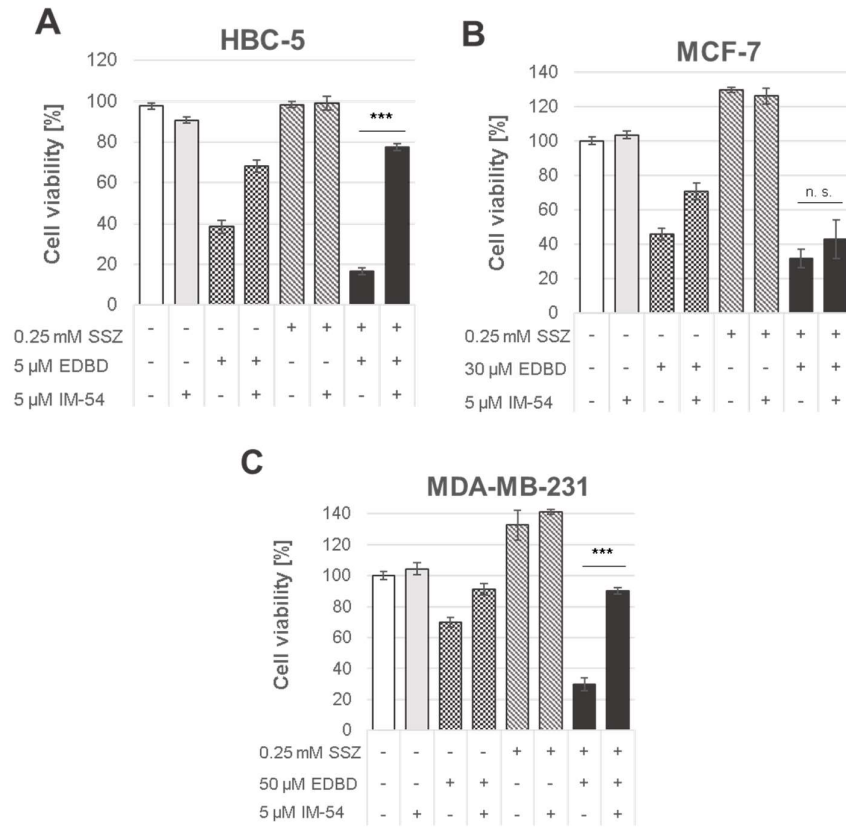 A
HBC-5
Cell viability [%]
120
100
80
60
40
20
0
***
0.25 mM SSZ - - - - + + + +
5 µM EDBD - - + + - - + +
5 µM IM-54 - + - + - + - +
B
MCF-7
Cell viability [%]
140
120
100
80
60
40
20
0
n. s.
0.25 mM SSZ - - - - + + + +
30 µM EDBD - - + + - - + +
5 µM IM-54 - + - + - + - +
C
MDA-MB-231
Cell viability [%]
140
120
100
80
60
40
20
0
***
0.25 mM SSZ - - - - + + + +
50 µM EDBD - - + + - - + +
5 µM IM-54 - + - + - + - +